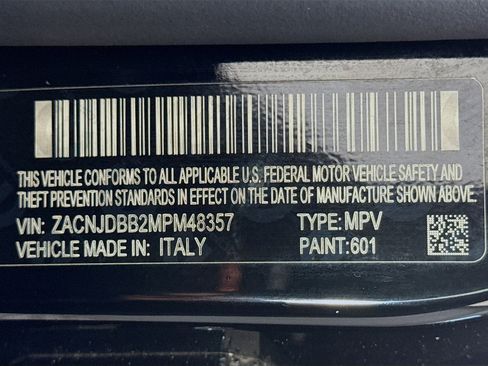 THIS VEHICLE CONFORMS TO ALL APPLICABLE U.S. FEDERAL MOTOR VEHICLE SAFETY AND
THEFT PREVENTION STANDARDS IN EFFECT ON THE DATE OF MANUFACTURE SHOWN ABOVE.
VIN: ZACNJDBB2MPM48357 TYPE: MPV
VEHICLE MADE IN: ITALY PAINT: 601